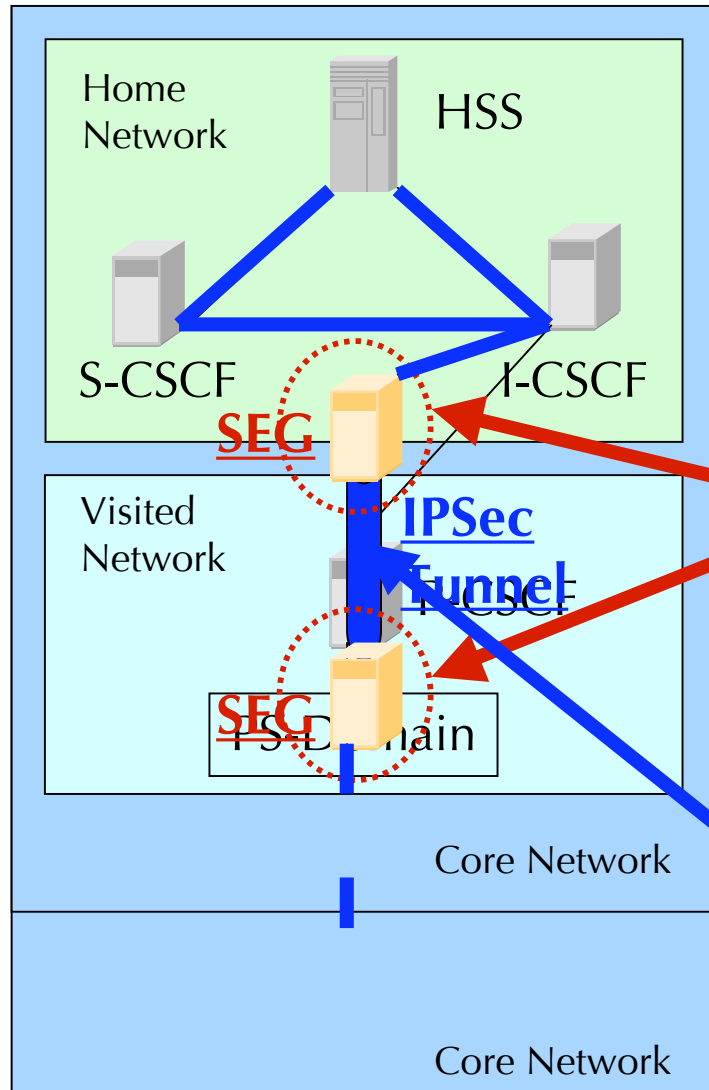 Home
Network
HSS
S-CSCF
I-CSCF
SEG
Visited
Network
IPSec
Tunnel
SEG
Core Network
Core Network